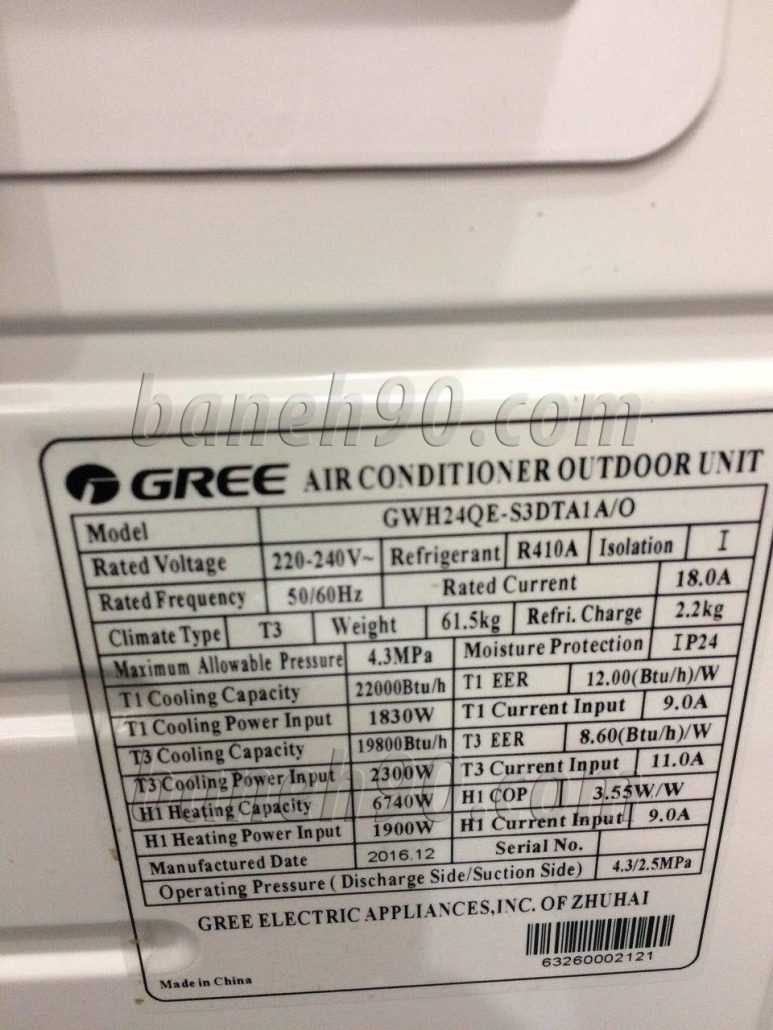 baneh90.com
GREE AIR CONDITIONER OUTDOOR UNIT
Model GWH24QE-S3DTA1A/O
Rated Voltage 220-240V~ Refrigerant R410A Isolation I
Rated Frequency 50/60Hz Rated Current 18.0A
Climate Type T3 Weight 61.5kg Refri. Charge 2.2kg
Maximum Allowable Pressure 4.3MPa Moisture Protection IP24
T1 Cooling Capacity 22000Btu/h T1 EER 12.00(Btu/h)/W
T1 Cooling Power Input 1830W T1 Current Input 9.0A
T3 Cooling Capacity 19800Btu/h T3 EER 8.60(Btu/h)/W
T3 Cooling Power Input 2300W T3 Current Input 11.0A
baneh90.com
H1 Heating Capacity 6740W H1 COP 3.55W/W
H1 Heating Power Input 1900W H1 Current Input 9.0A
Manufactured Date 2016.12 Serial No.
Operating Pressure ( Discharge Side/Suction Side) 4.3/2.5MPa
GREE ELECTRIC APPLIANCES,INC. OF ZHUHAI
63260002121
Made in China